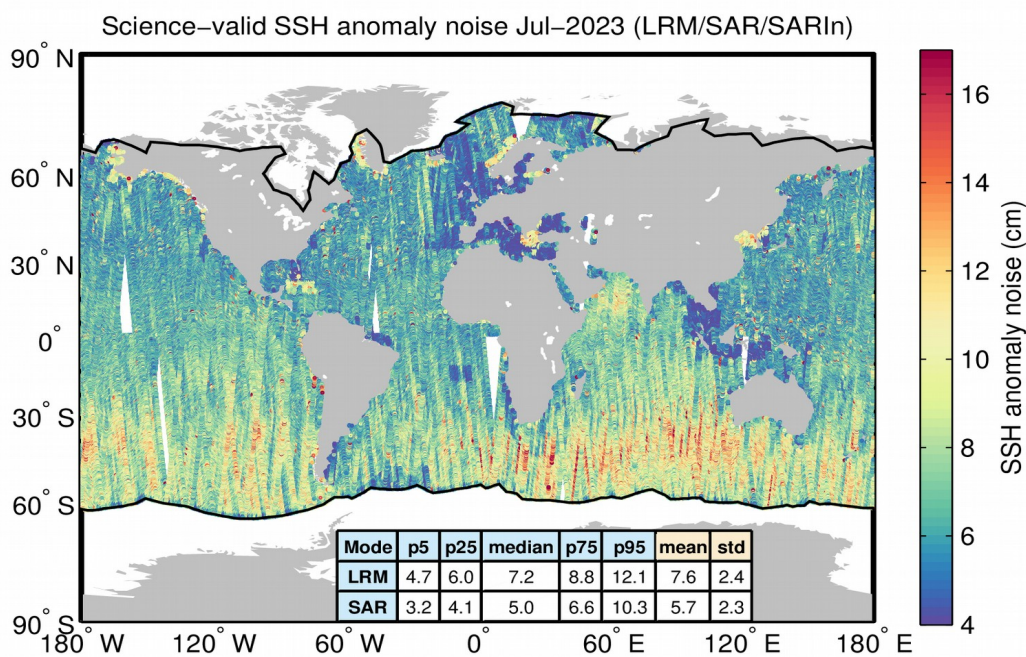 Science−valid SSH anomaly noise Jul−2023 (LRM/SAR/SARIn)
90° N
60° N
30° N
0°
30° S
60° S
90° S
180° W
120° W
60° W
0°
60° E
120° E
180° E
Mode p5 p25 median p75 p95 mean std
LRM 4.7 6.0 7.2 8.8 12.1 7.6 2.4
SAR 3.2 4.1 5.0 6.6 10.3 5.7 2.3
16
14
12
10
8
6
4
SSH anomaly noise (cm)